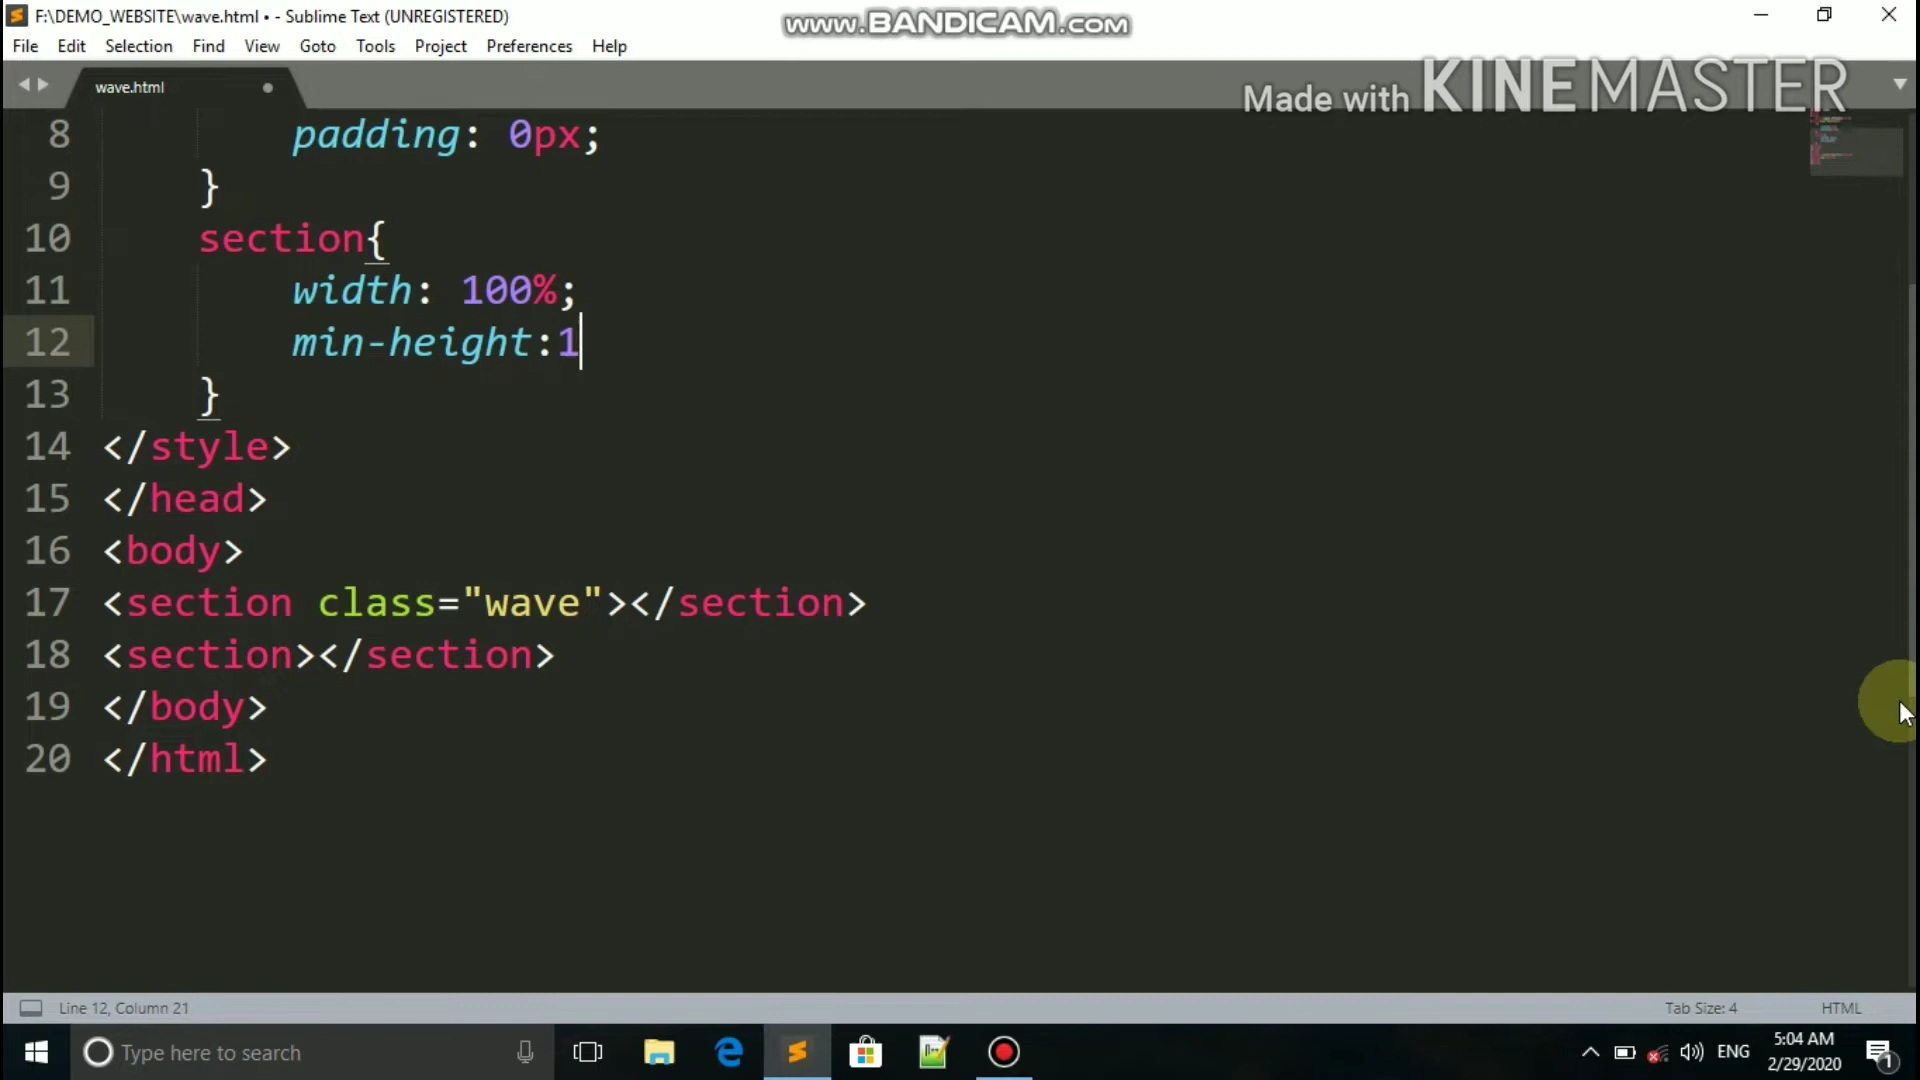 F:\DEMO_WEBSITE\wave.html • - Sublime Text (UNREGISTERED)
www.BANDICAM.com
File Edit Selection Find View Goto Tools Project Preferences Help
Made with KINEMASTER
wave.html
8 padding: 0px;
9 }
10 section{
11 width: 100%;
12 min-height:1
13 }
14 </style>
15 </head>
16 <body>
17 <section class="wave"></section>
18 <section></section>
19 </body>
20 </html>
Line 12, Column 21 Tab Size: 4 HTML
Type here to search ENG 5:04 AM
2/29/2020 1